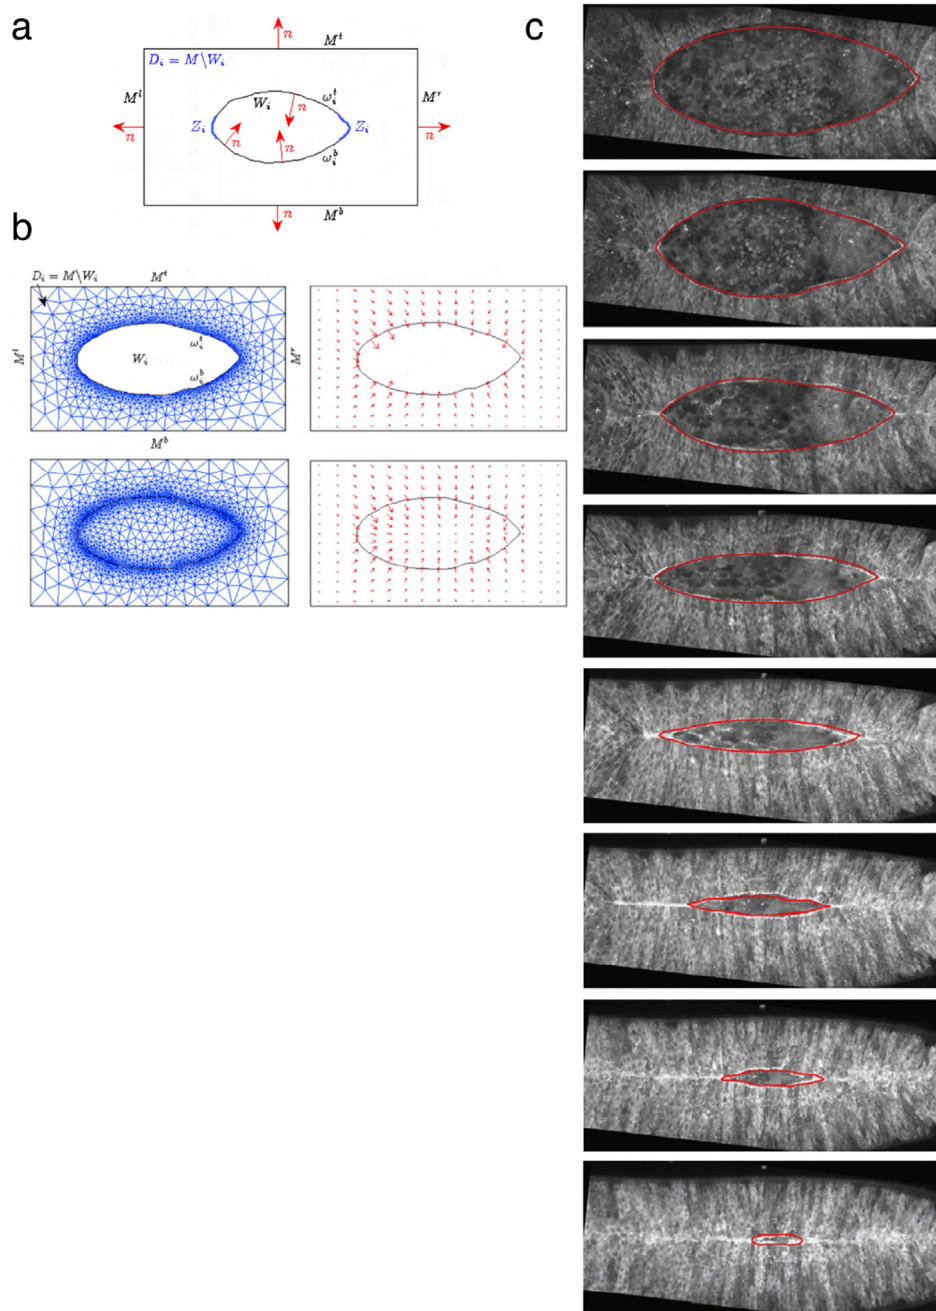 a
M^t
D_i = M\W_i
M^l
W_i
ω_i^t
M^r
n
n
n
n
n
Z_i
Z_i
n
n
ω_i^b
n
M^b
b
D_i = M\W_i
M^t
M^l
W_i
ω_i^t
ω_i^b
M^r
M^b
c